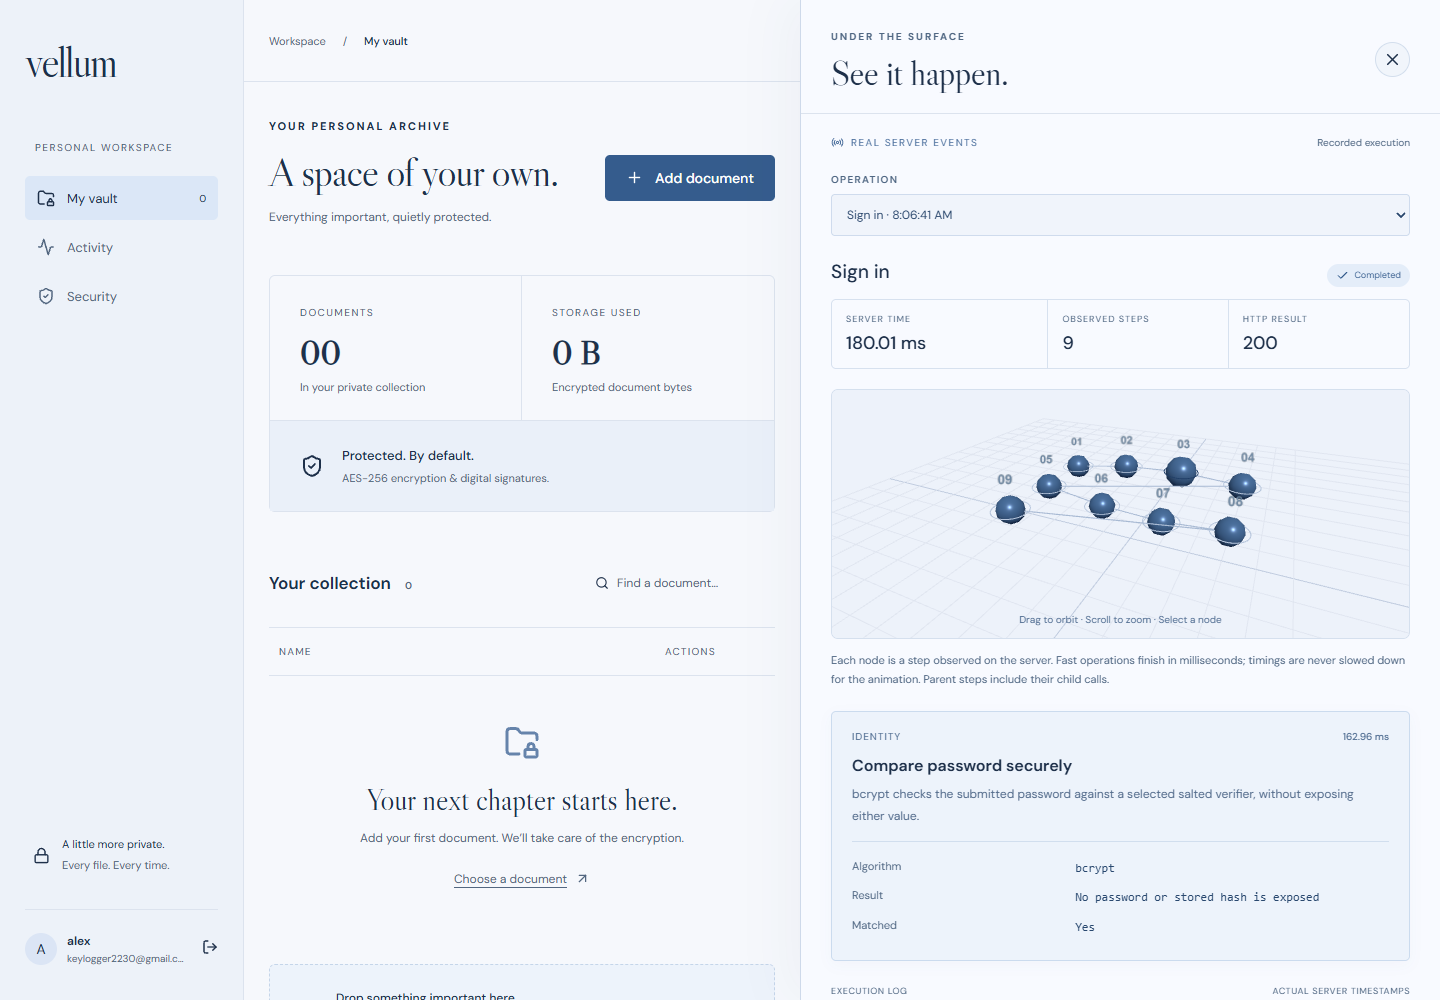 vellum
PERSONAL WORKSPACE
My vault 0
Activity
Security
A little more private.
Every file. Every time.
A
alex
keylogger2230@gmail.c...
Workspace / My vault
YOUR PERSONAL ARCHIVE
A space of your own.
Add document
Everything important, quietly protected.
DOCUMENTS
00
In your private collection
STORAGE USED
0 B
Encrypted document bytes
Protected. By default.
AES-256 encryption & digital signatures.
Your collection 0
Find a document...
NAME ACTIONS
Your next chapter starts here.
Add your first document. We'll take care of the encryption.
Choose a document
Drop something important here
UNDER THE SURFACE
See it happen.
REAL SERVER EVENTS Recorded execution
OPERATION
Sign in · 8:06:41 AM
Sign in Completed
SERVER TIME
180.01 ms
OBSERVED STEPS
9
HTTP RESULT
200
01 02 03 04
05 06 07 08
09
Drag to orbit · Scroll to zoom · Select a node
Each node is a step observed on the server. Fast operations finish in milliseconds; timings are never slowed down
for the animation. Parent steps include their child calls.
IDENTITY 162.96 ms
Compare password securely
bcrypt checks the submitted password against a selected salted verifier, without exposing
either value.
Algorithm bcrypt
Result No password or stored hash is exposed
Matched Yes
EXECUTION LOG ACTUAL SERVER TIMESTAMPS